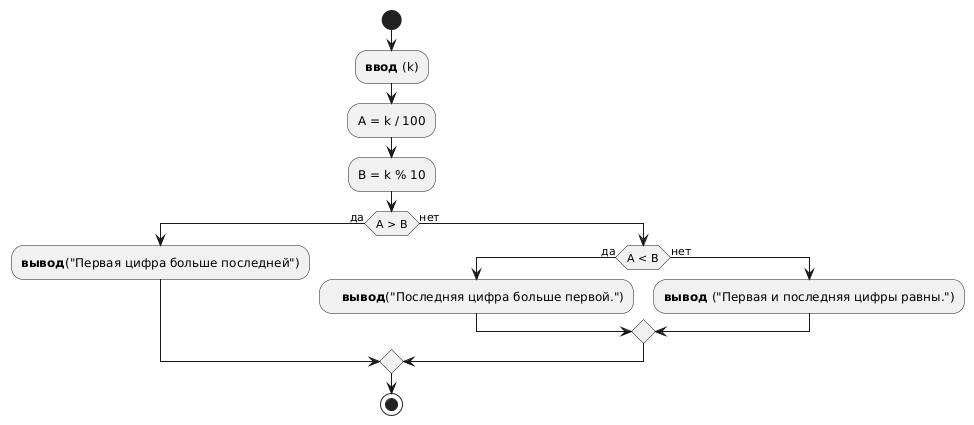 ввод (k)
A = k / 100
B = k % 10
да
A > B
нет
вывод("Первая цифра больше последней")
да
A < B
нет
вывод("Последняя цифра больше первой.")
вывод ("Первая и последняя цифры равны.")